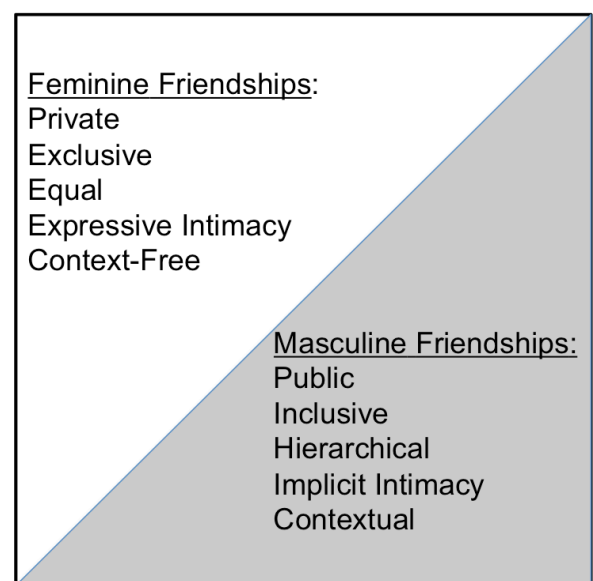 Feminine Friendships:
Private
Exclusive
Equal
Expressive Intimacy
Context-Free
Masculine Friendships:
Public
Inclusive
Hierarchical
Implicit Intimacy
Contextual